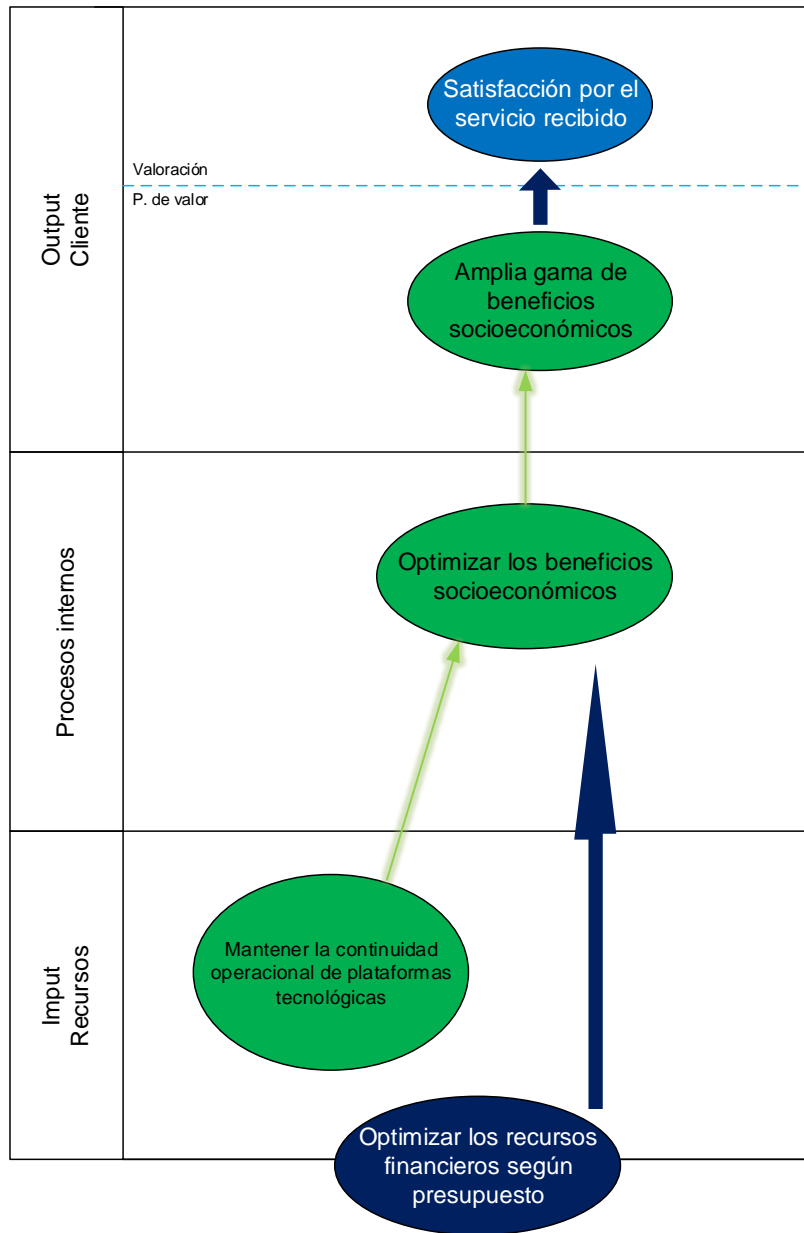 Satisfacción por el
servicio recibido
Valoración
P. de valor
Output
Cliente
Amplia gama de
beneficios
socioeconómicos
Procesos internos
Optimizar los beneficios
socioeconómicos
Imput
Recursos
Mantener la continuidad
operacional de plataformas
tecnológicas
Optimizar los recursos
financieros según
presupuesto